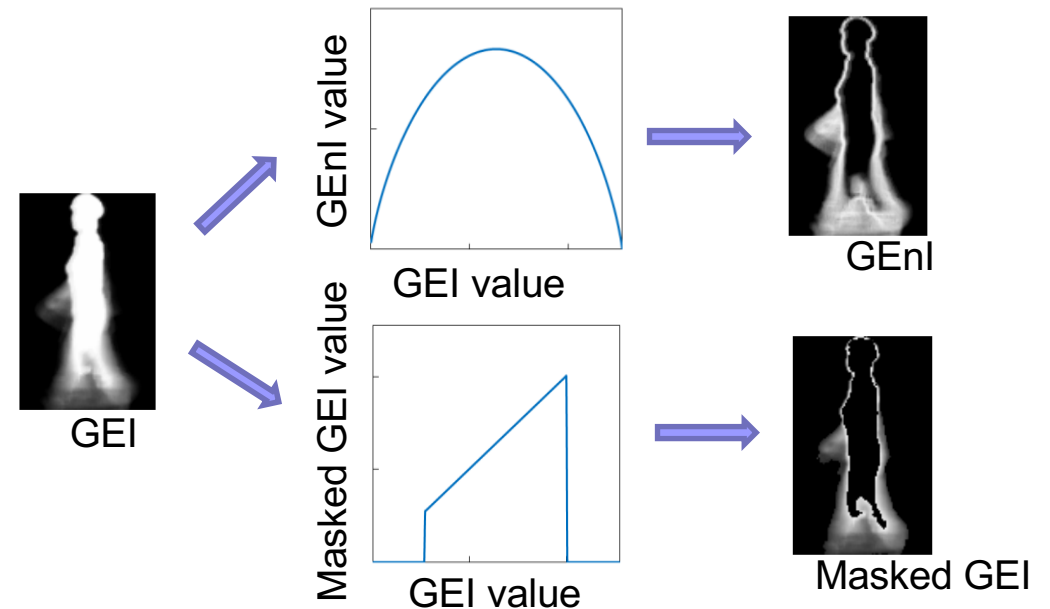 GEnI value
GEI value
GEI
GEnI
Masked GEI value
GEI value
Masked GEI